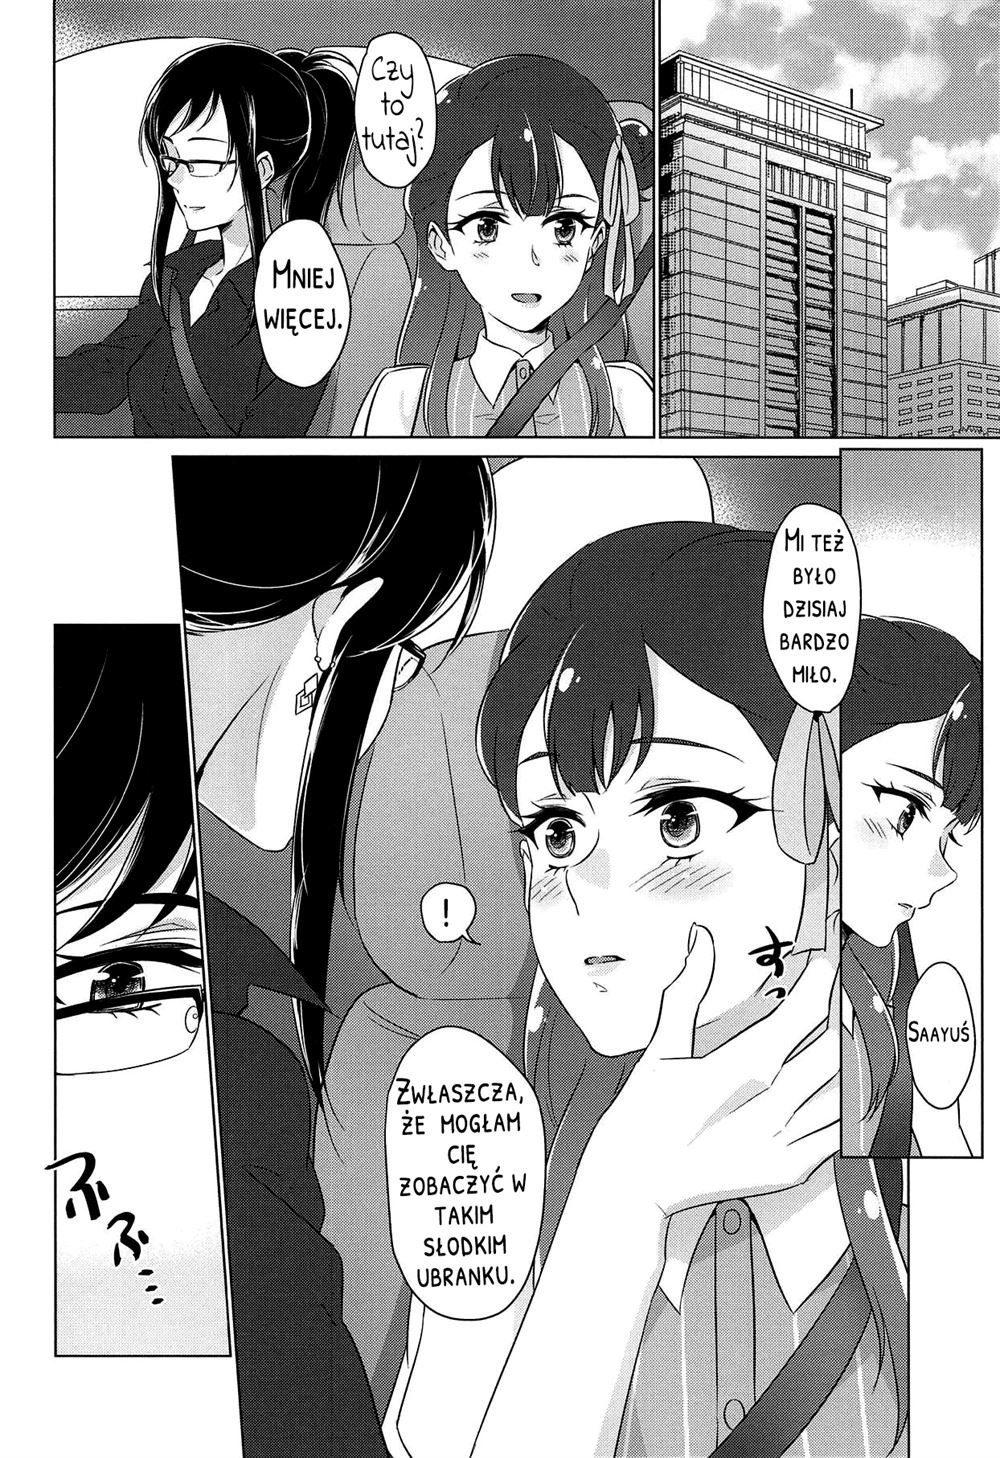 Czy
to
tutaj?
Mniej
więcej.
Mi też
było
dzisiaj
bardzo
miło.
Saayuś
!
すっ
Zwłaszcza,
że mogłam
cię
zobaczyć w
takim
słodkim
ubranku.
ふふ…